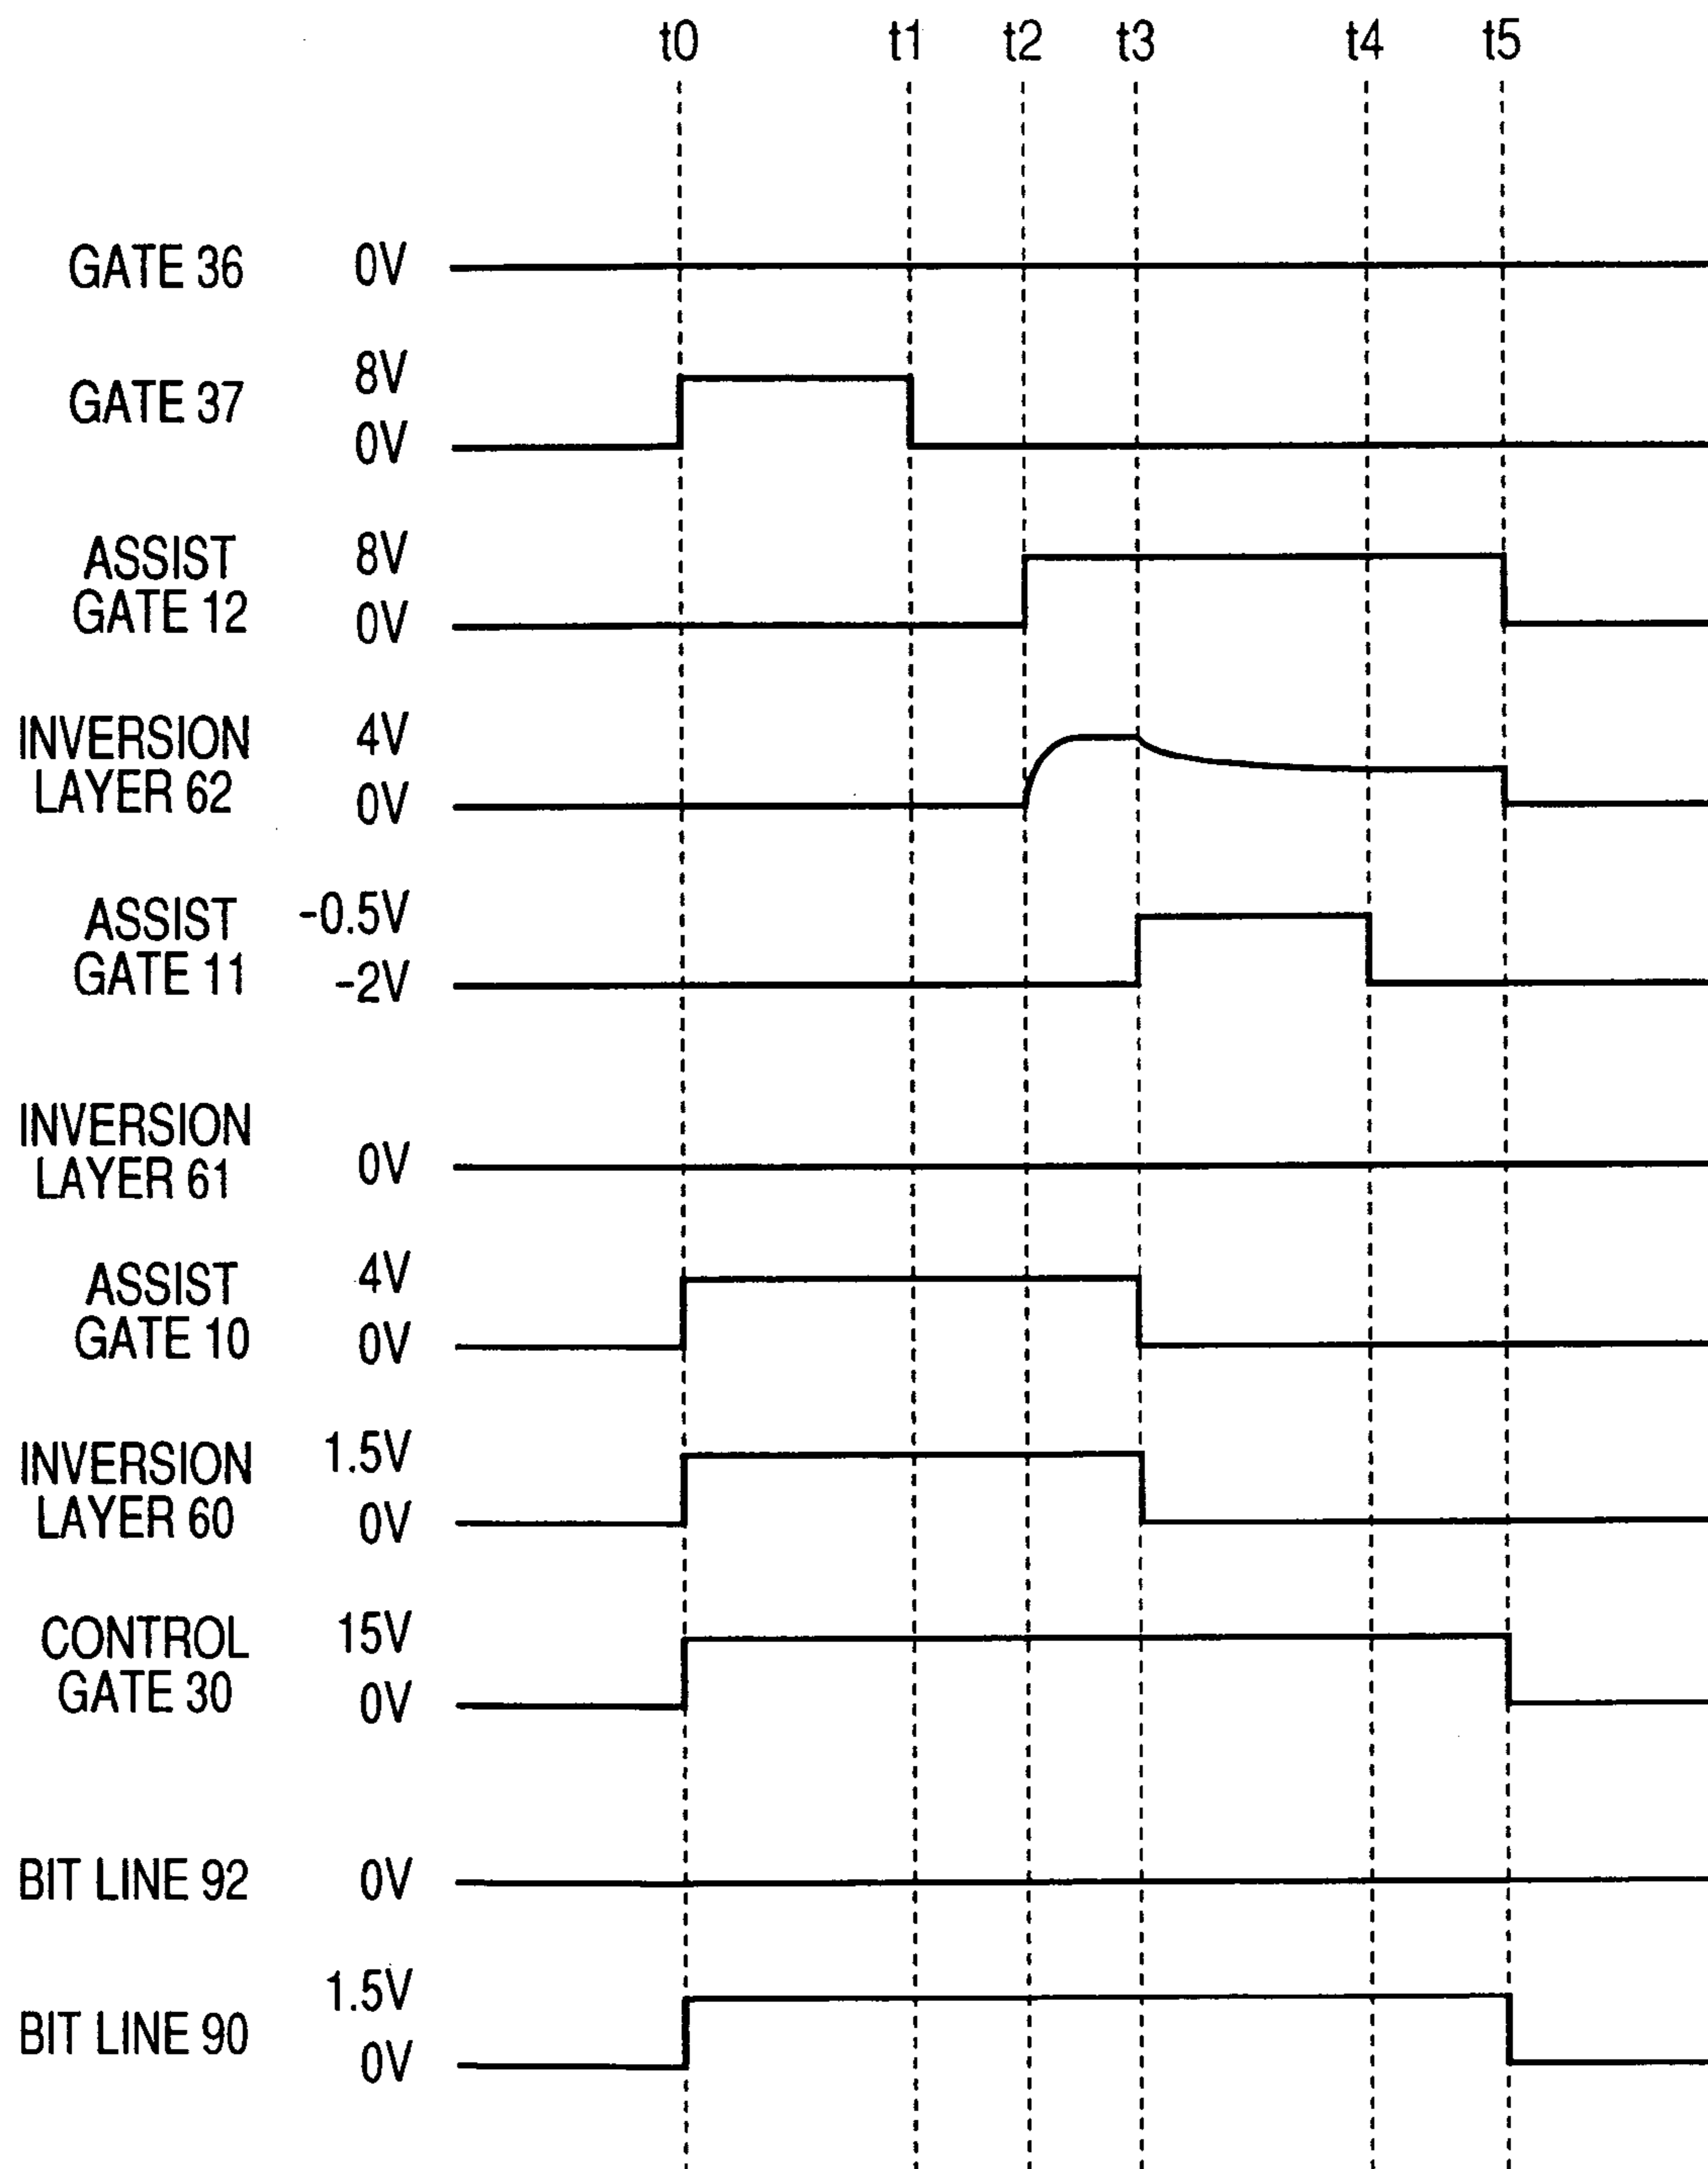 t0 t1 t2 t3 t4 t5
GATE 36 0V
8V
GATE 37
0V
ASSIST 8V
GATE 12 0V
INVERSION 4V
LAYER 62 0V
ASSIST -0.5V
GATE 11 -2V
INVERSION
LAYER 61 0V
ASSIST 4V
GATE 10 0V
INVERSION 1.5V
LAYER 60 0V
CONTROL 15V
GATE 30 0V
BIT LINE 92 0V
1.5V
BIT LINE 90
0V